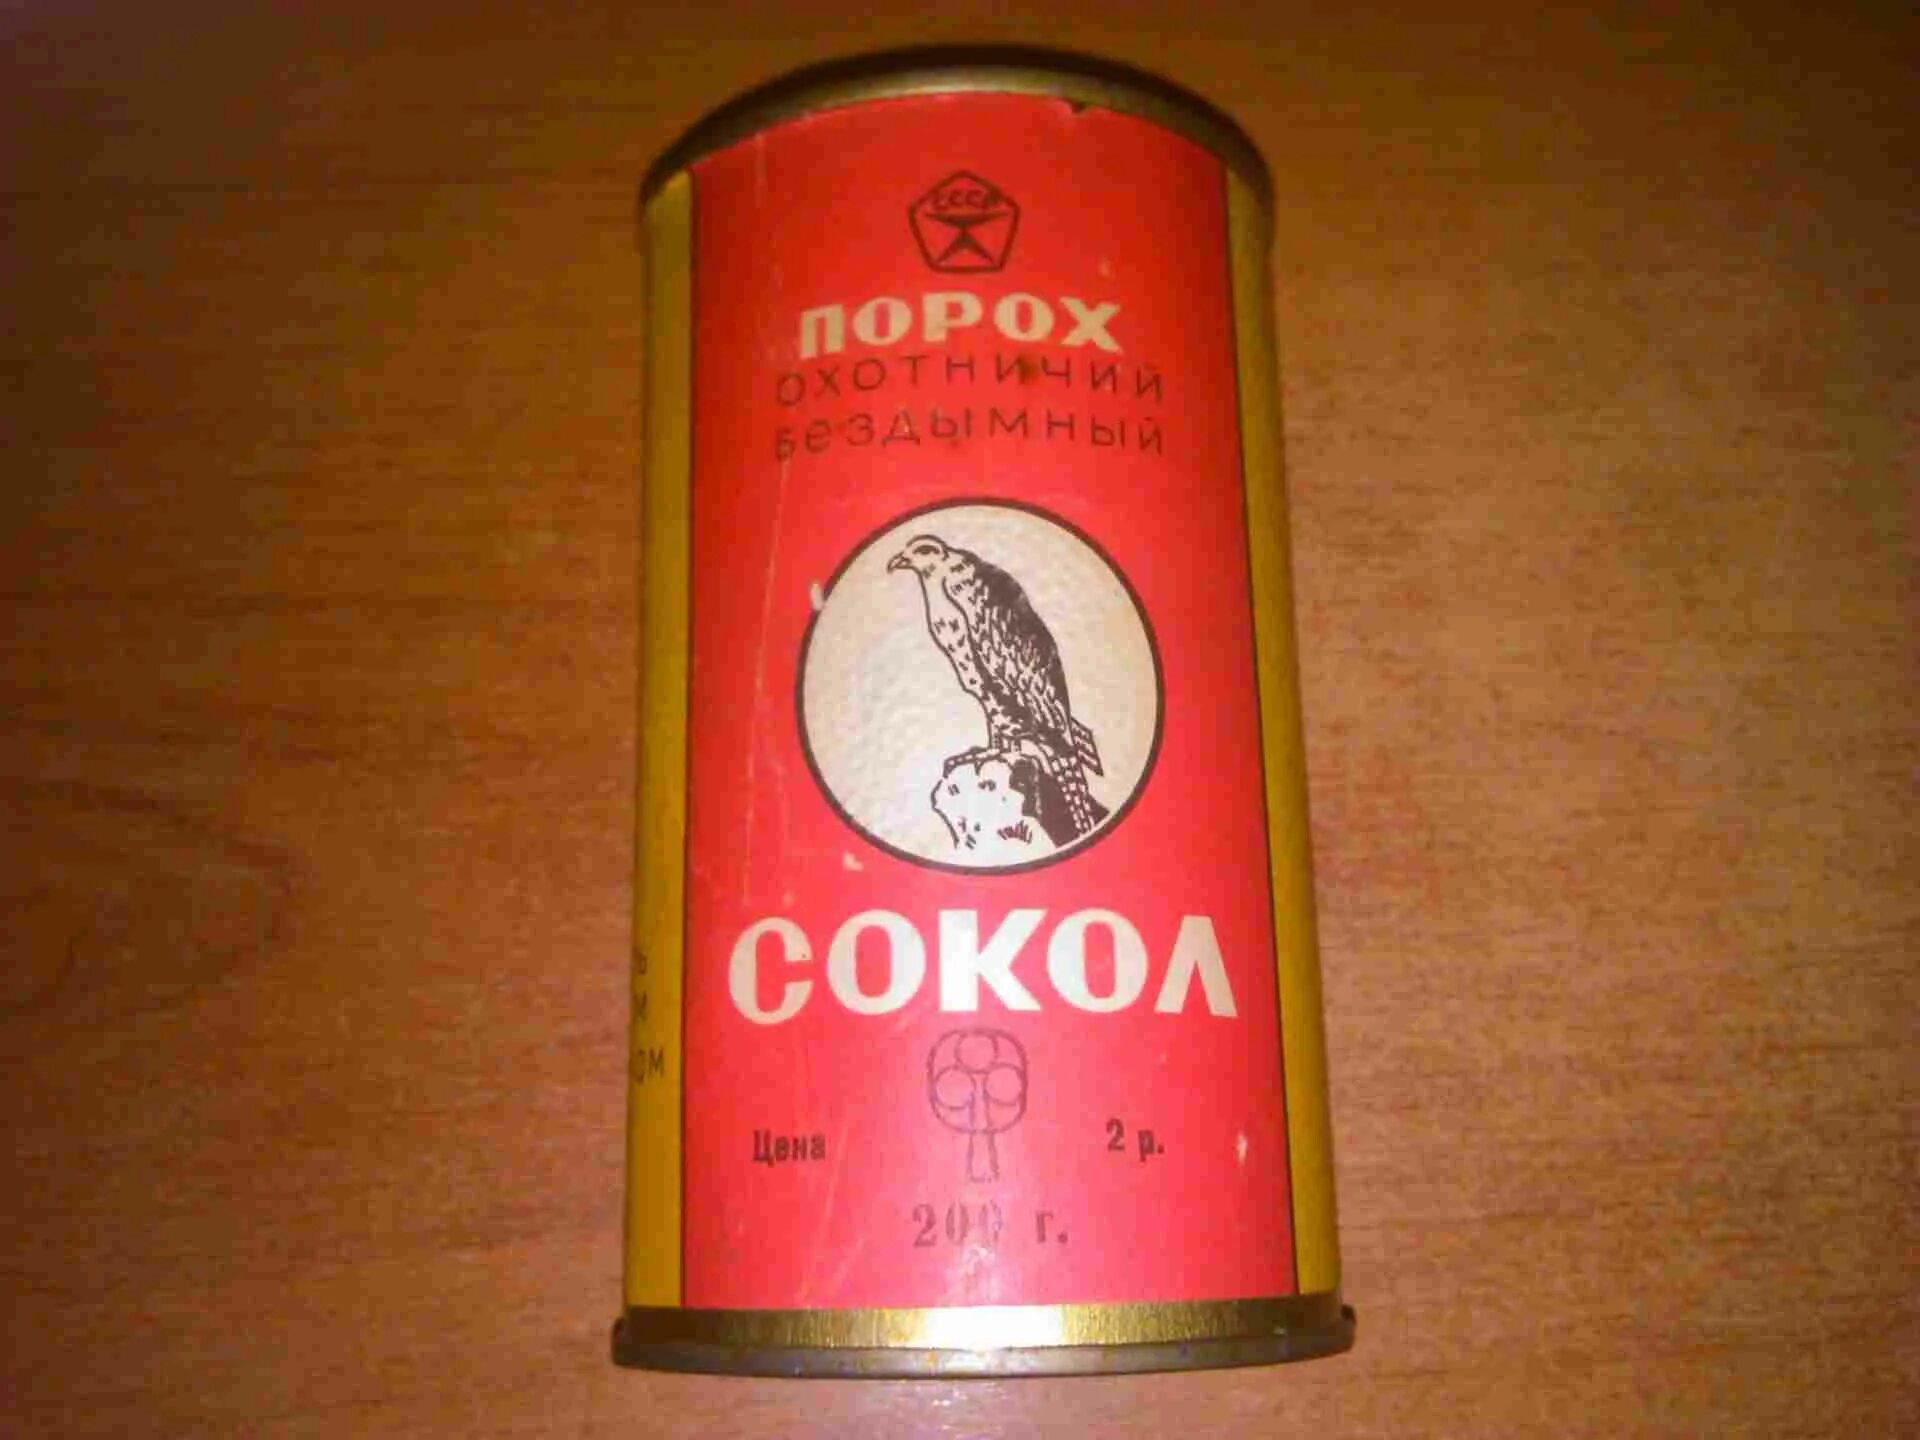 СССР
ПОРОХ
ОХОТНИЧИЙ
БеЗДЫМНЫЙ
СОКОЛ
Цена 2 р.
200 г.